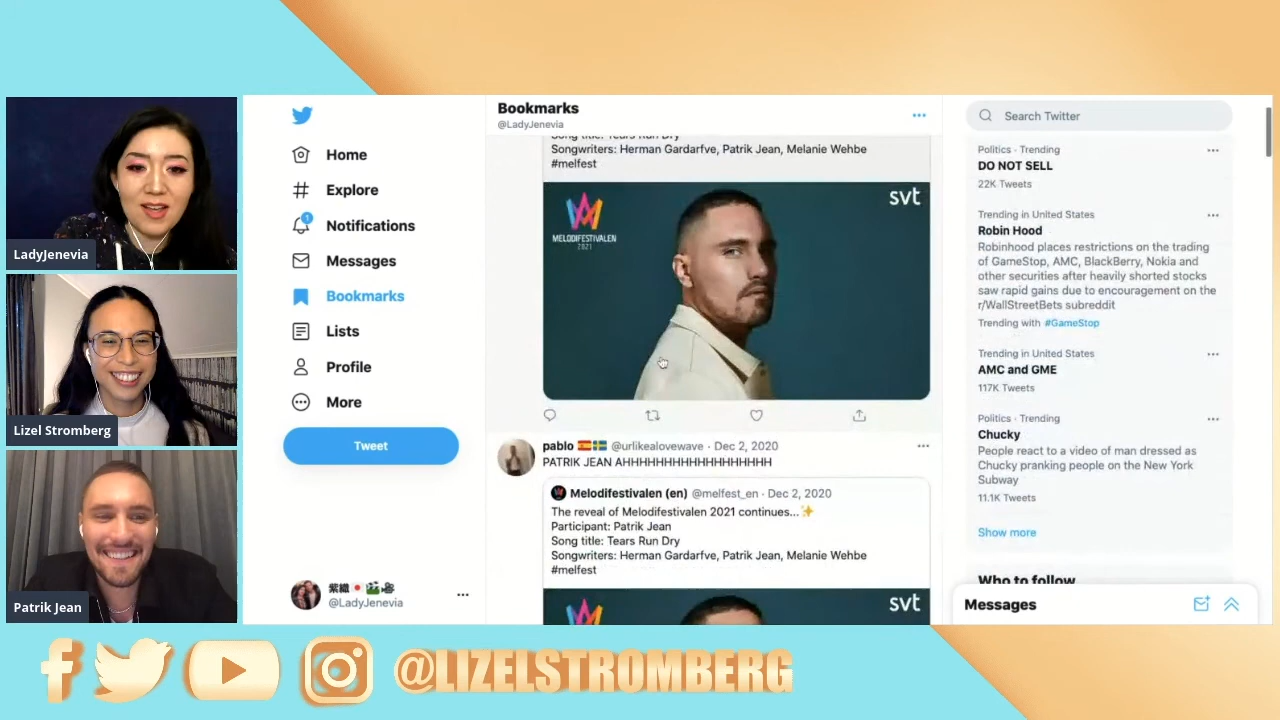 LadyJenevia
Lizel Stromberg
Patrik Jean
Home
Explore
1
Notifications
Messages
Bookmarks
Lists
Profile
More
Tweet
紫織🇯🇵🎬🎥
@LadyJenevia
Bookmarks
@LadyJenevia
Song title: Tears Run Dry
Songwriters: Herman Gardarfve, Patrik Jean, Melanie Wehbe
#melfest
MELODIFESTIVALEN
2021
svt
pablo 🇪🇸🇸🇪 @urlikealovewave · Dec 2, 2020
PATRIK JEAN AHHHHHHHHHHHHHHHHHHH
Melodifestivalen (en) @melfest_en · Dec 2, 2020
The reveal of Melodifestivalen 2021 continues...✨
Participant: Patrik Jean
Song title: Tears Run Dry
Songwriters: Herman Gardarfve, Patrik Jean, Melanie Wehbe
#melfest
svt
Search Twitter
Politics · Trending
DO NOT SELL
22K Tweets
Trending in United States
Robin Hood
Robinhood places restrictions on the trading
of GameStop, AMC, BlackBerry, Nokia and
other securities after heavily shorted stocks
saw rapid gains due to encouragement on the
r/WallStreetBets subreddit
Trending with #GameStop
Trending in United States
AMC and GME
117K Tweets
Politics · Trending
Chucky
People react to a video of man dressed as
Chucky pranking people on the New York
Subway
11.1K Tweets
Show more
Who to follow
Messages
@LIZELSTROMBERG